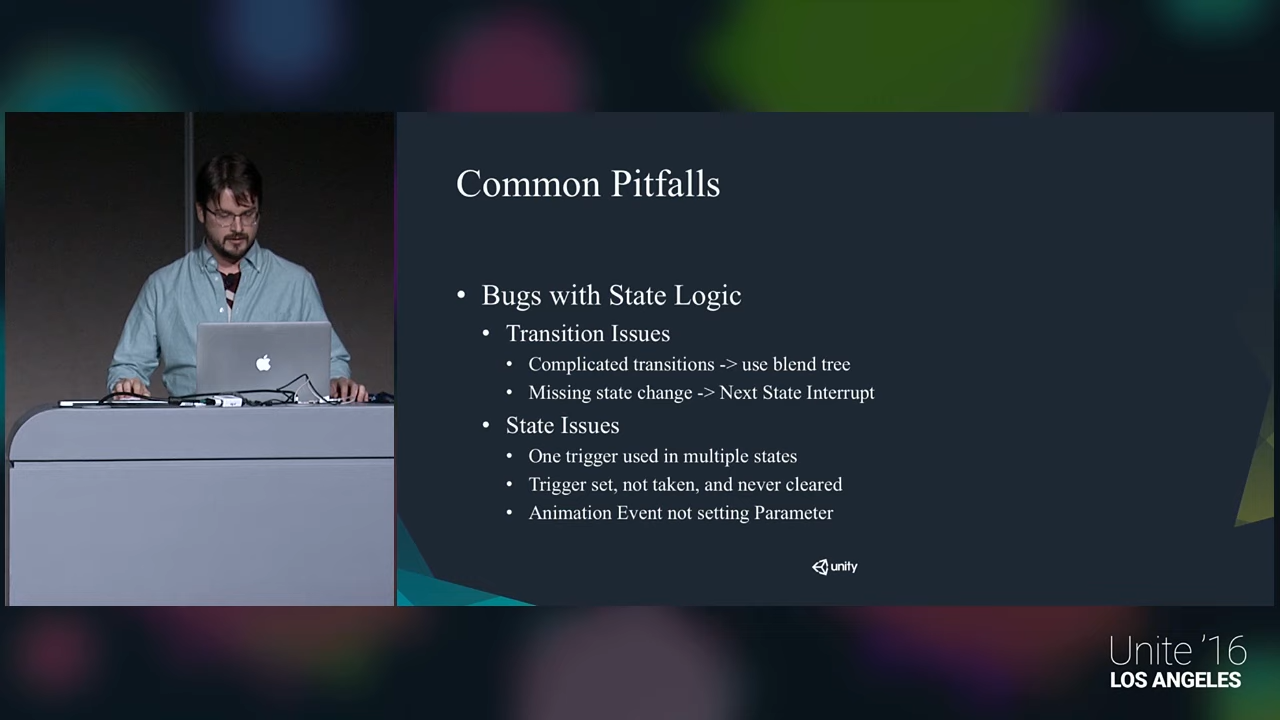 Common Pitfalls
• Bugs with State Logic
• Transition Issues
• Complicated transitions -> use blend tree
• Missing state change -> Next State Interrupt
• State Issues
• One trigger used in multiple states
• Trigger set, not taken, and never cleared
• Animation Event not setting Parameter
unity
Unite '16
LOS ANGELES